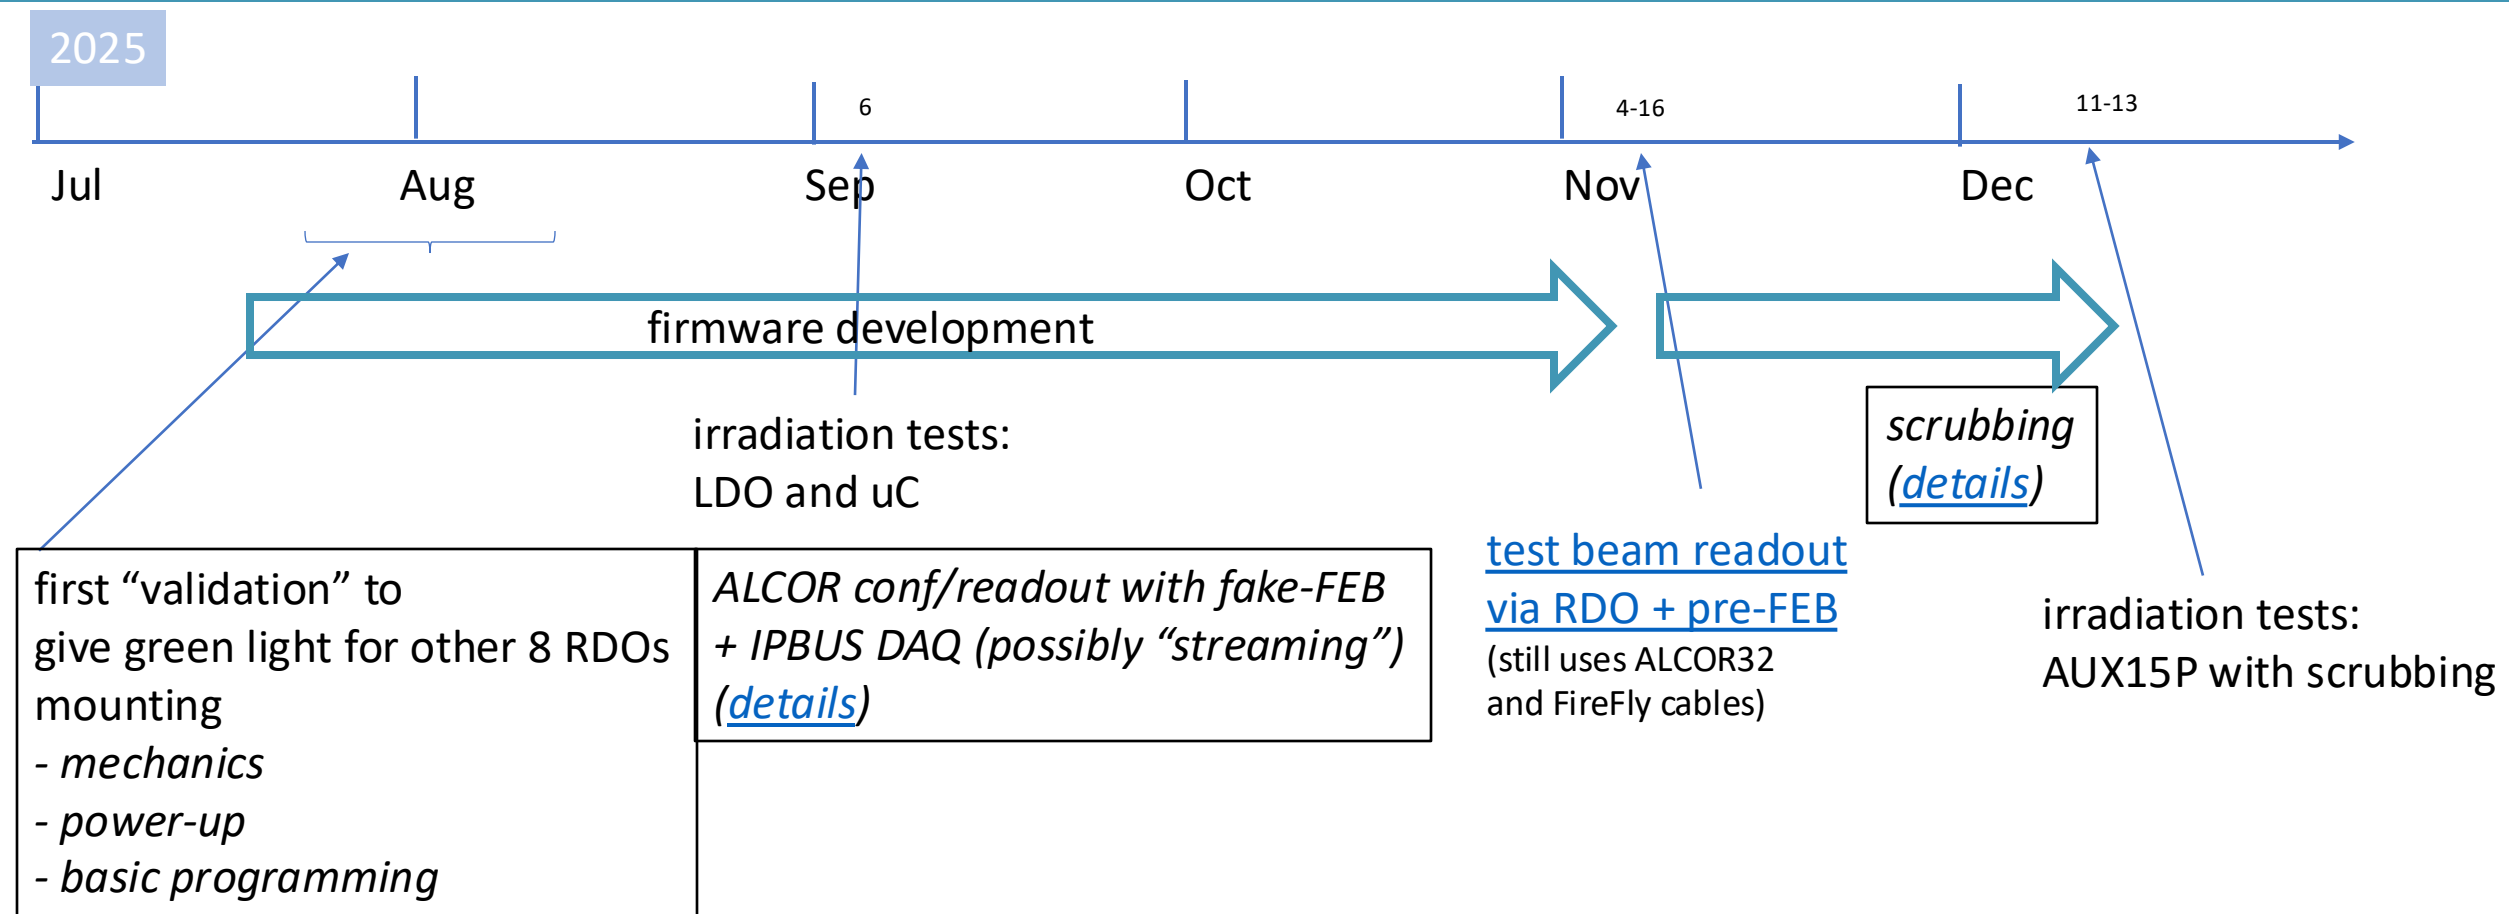 2025
6
4-16
11-13
Jul
Aug
Sep
Oct
Nov
Dec
firmware development
irradiation tests:
LDO and uC
scrubbing
(details)
first “validation” to
give green light for other 8 RDOs
mounting
- mechanics
- power-up
- basic programming
ALCOR conf/readout with fake-FEB
+ IPBUS DAQ (possibly “streaming”)
(details)
test beam readout
via RDO + pre-FEB
(still uses ALCOR32
and FireFly cables)
irradiation tests:
AUX15P with scrubbing